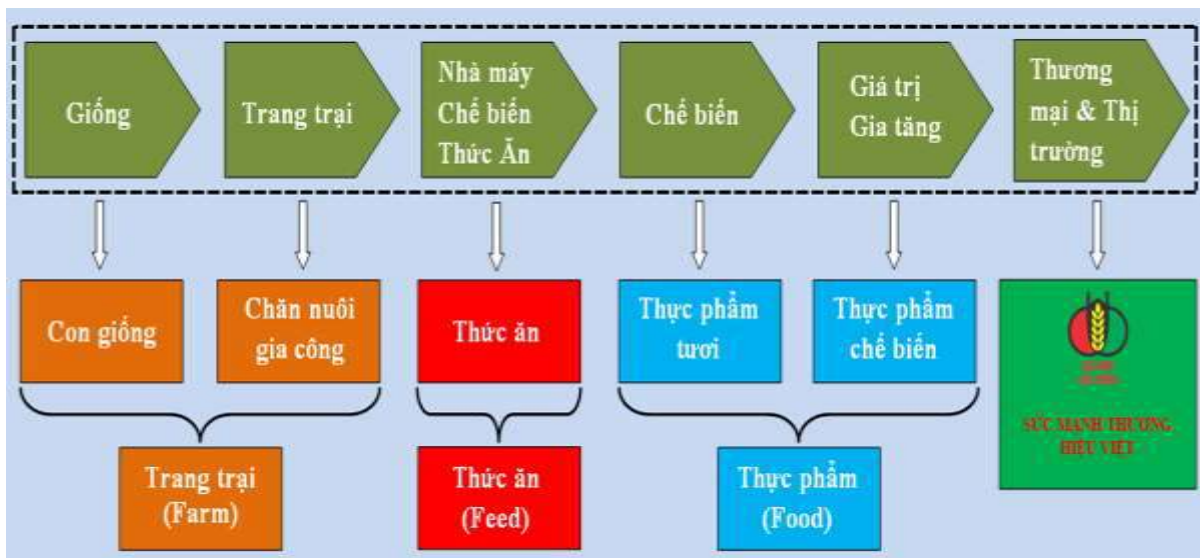 Giống
Trang trại
Nhà máy
Chế biến
Thức Ăn
Chế biến
Giá trị
Gia tăng
Thương
mại & Thị
trường
Con giống
Chăn nuôi
gia công
Thức ăn
Thực phẩm
tươi
Thực phẩm
chế biến
SỨC MẠNH THƯƠNG
HIỆU VIỆT
Trang trại
(Farm)
Thức ăn
(Feed)
Thực phẩm
(Food)